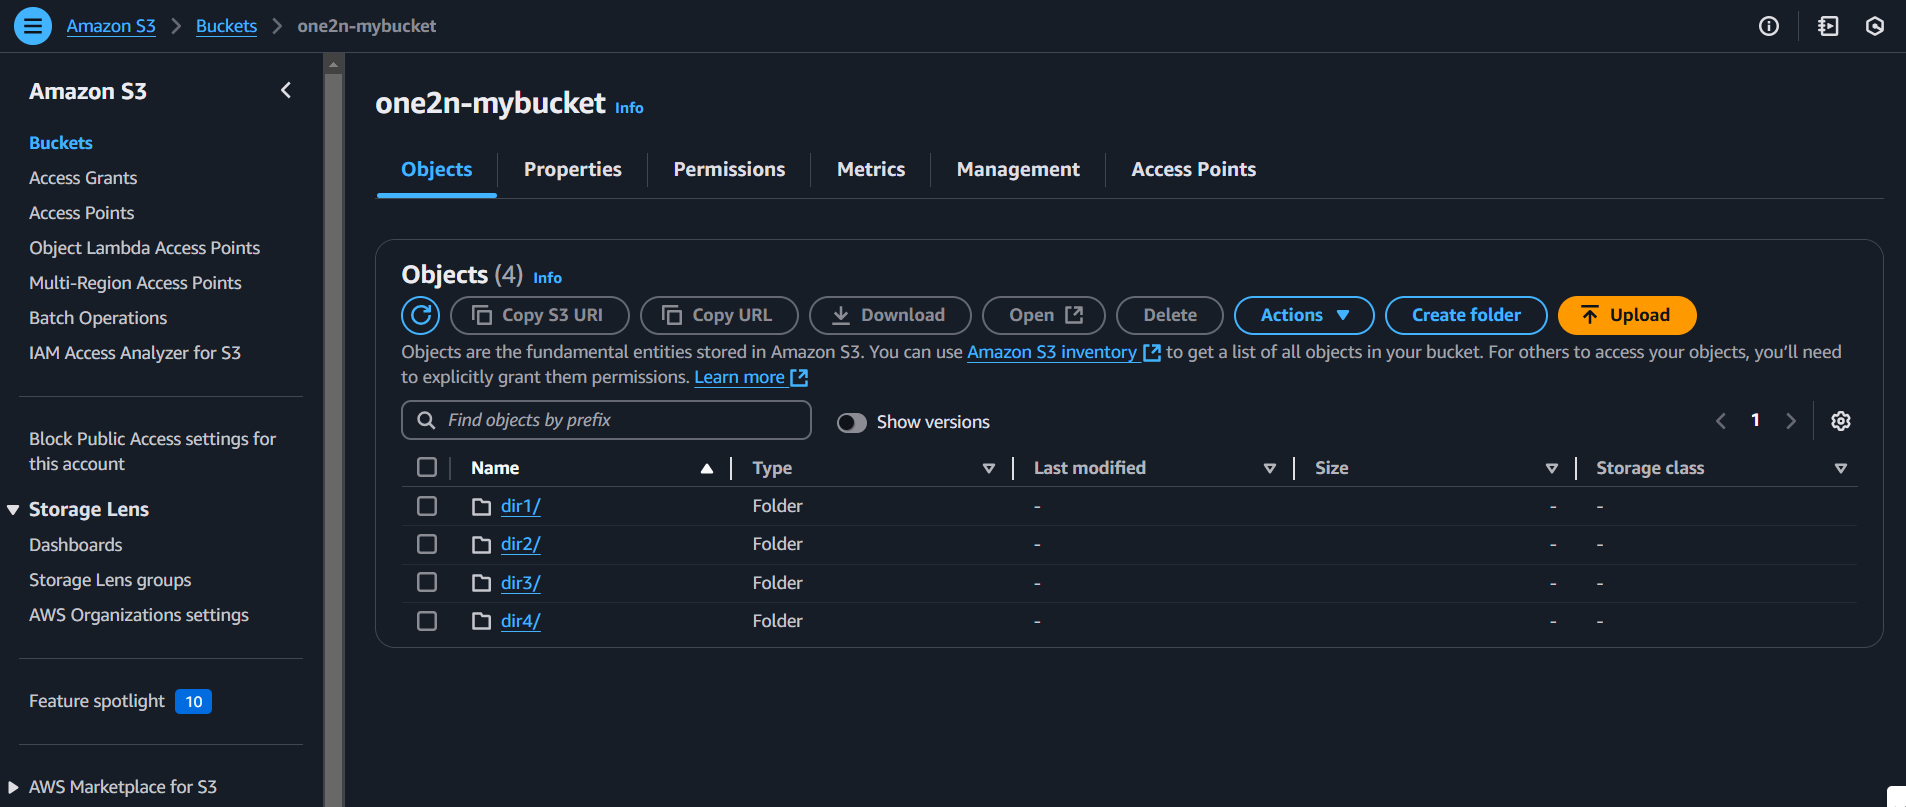 Amazon S3 > Buckets > one2n-mybucket
Amazon S3
Buckets
Access Grants
Access Points
Object Lambda Access Points
Multi-Region Access Points
Batch Operations
IAM Access Analyzer for S3
Block Public Access settings for
this account
Storage Lens
Dashboards
Storage Lens groups
AWS Organizations settings
Feature spotlight 10
AWS Marketplace for S3
one2n-mybucket Info
Objects Properties Permissions Metrics Management Access Points
Objects (4) Info
Copy S3 URI Copy URL Download Open Delete Actions Create folder Upload
Objects are the fundamental entities stored in Amazon S3. You can use Amazon S3 inventory to get a list of all objects in your bucket. For others to access your objects, you’ll need
to explicitly grant them permissions. Learn more
Find objects by prefix Show versions 1
Name Type Last modified Size Storage class
dir1/ Folder - - -
dir2/ Folder - - -
dir3/ Folder - - -
dir4/ Folder - - -